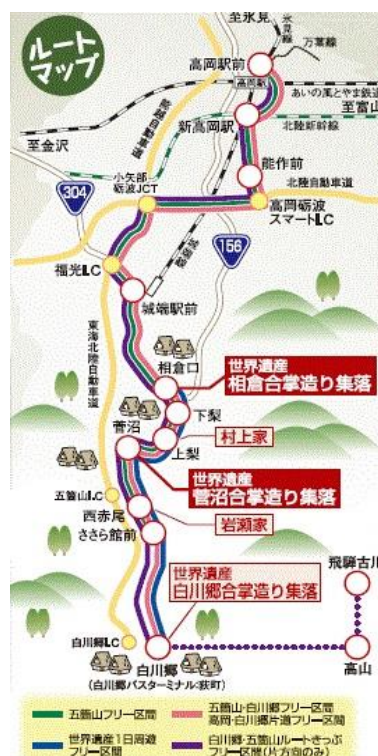 ルート
マップ
至氷見
氷見線
万葉線
高岡駅前
高岡駅
あいの風とやま鉄道
至富山
新高岡駅
北陸新幹線
至金沢
能越自動車道
能作前
小矢部
砺波JCT
北陸自動車道
高岡砺波
スマートI.C
304
156
城端線
福光I.C
城端駅前
東海北陸自動車道
相倉口
世界遺産
相倉合掌造り集落
下梨
菅沼
村上家
上梨
世界遺産
菅沼合掌造り集落
五箇山I.C
西赤尾
岩瀬家
ささら館前
飛騨古川
世界遺産
白川郷合掌造り集落
白川郷I.C
白川郷
(白川郷バスターミナル:荻町)
高山
五箇山フリー区間
五箇山・白川郷フリー区間
高岡・白川郷片道フリー区間
世界遺産1日周遊
フリー区間
白川郷・五箇山ルートきっぷ
フリー区間(片方向のみ)